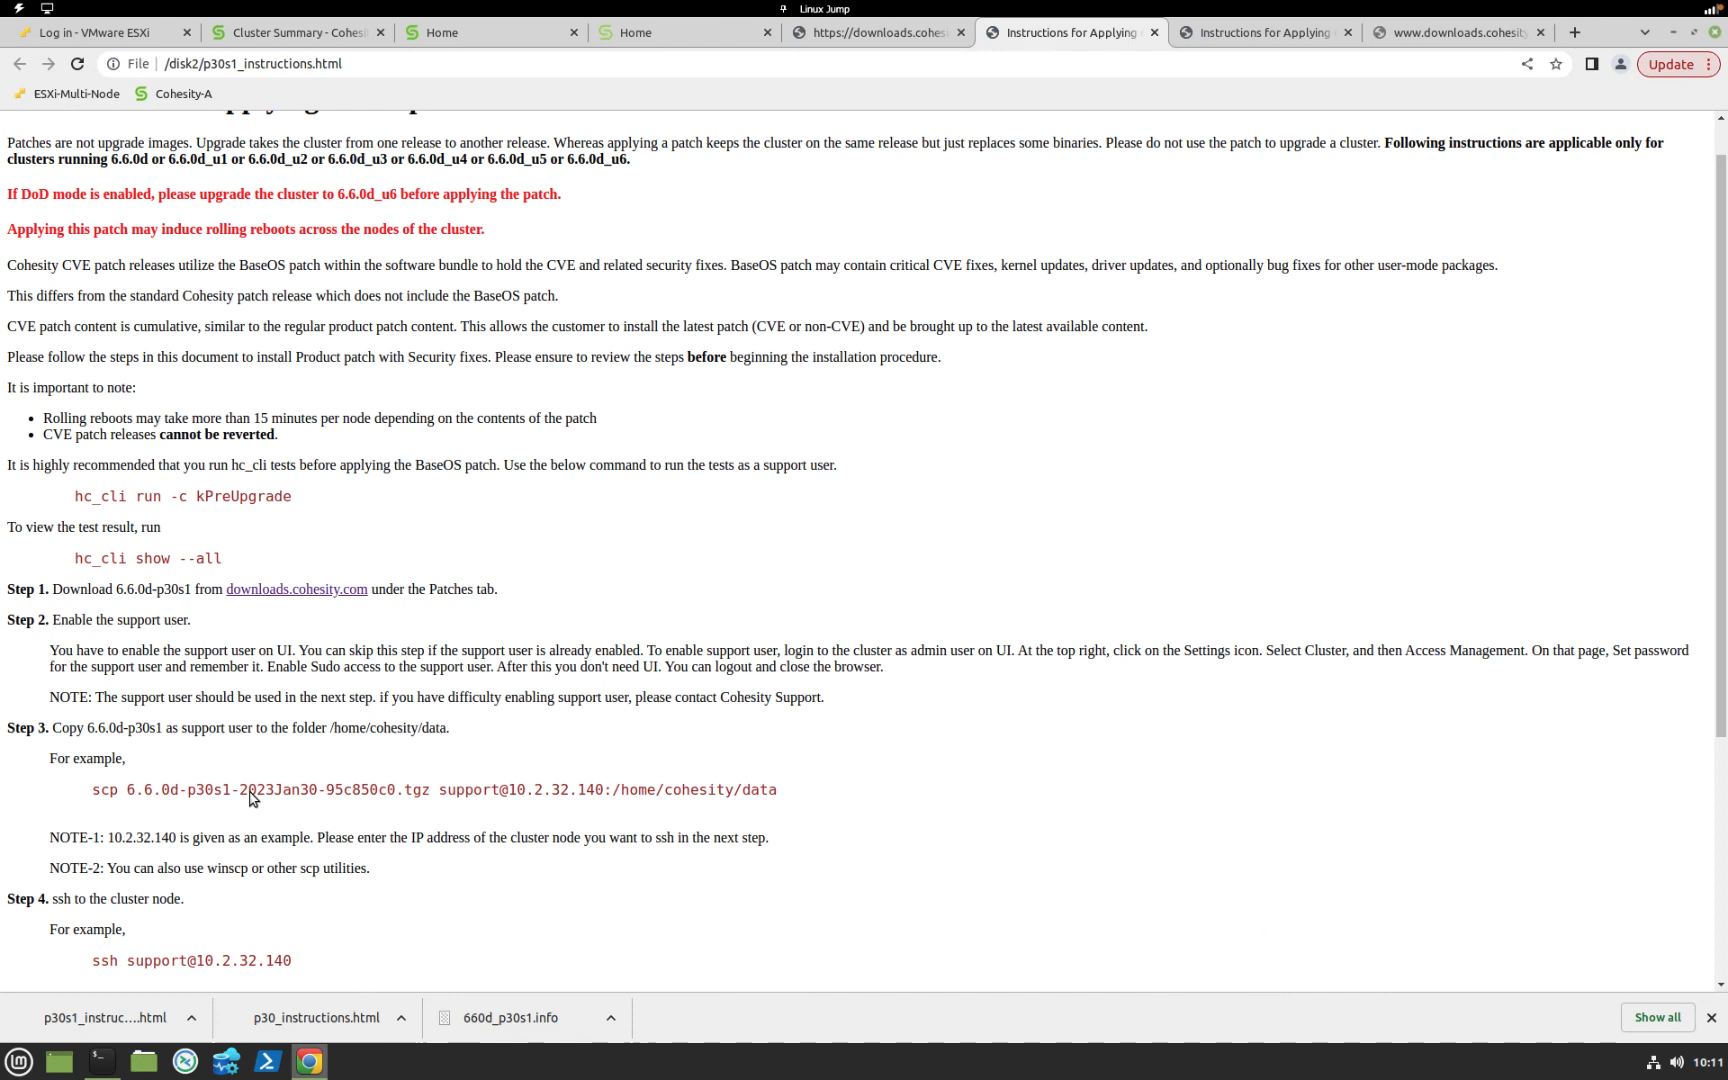 Linux Jump
Log in - VMware ESXi
Cluster Summary - Cohesi
Home
Home
https://downloads.cohesi
Instructions for Applying
Instructions for Applying
www.downloads.cohesity
File | /disk2/p30s1_instructions.html
Update
ESXi-Multi-Node
Cohesity-A
Patches are not upgrade images. Upgrade takes the cluster from one release to another release. Whereas applying a patch keeps the cluster on the same release but just replaces some binaries. Please do not use the patch to upgrade a cluster. Following instructions are applicable only for
clusters running 6.6.0d or 6.6.0d_u1 or 6.6.0d_u2 or 6.6.0d_u3 or 6.6.0d_u4 or 6.6.0d_u5 or 6.6.0d_u6.
If DoD mode is enabled, please upgrade the cluster to 6.6.0d_u6 before applying the patch.
Applying this patch may induce rolling reboots across the nodes of the cluster.
Cohesity CVE patch releases utilize the BaseOS patch within the software bundle to hold the CVE and related security fixes. BaseOS patch may contain critical CVE fixes, kernel updates, driver updates, and optionally bug fixes for other user-mode packages.
This differs from the standard Cohesity patch release which does not include the BaseOS patch.
CVE patch content is cumulative, similar to the regular product patch content. This allows the customer to install the latest patch (CVE or non-CVE) and be brought up to the latest available content.
Please follow the steps in this document to install Product patch with Security fixes. Please ensure to review the steps before beginning the installation procedure.
It is important to note:
• Rolling reboots may take more than 15 minutes per node depending on the contents of the patch
• CVE patch releases cannot be reverted.
It is highly recommended that you run hc_cli tests before applying the BaseOS patch. Use the below command to run the tests as a support user.
hc_cli run -c kPreUpgrade
To view the test result, run
hc_cli show --all
Step 1. Download 6.6.0d-p30s1 from downloads.cohesity.com under the Patches tab.
Step 2. Enable the support user.
You have to enable the support user on UI. You can skip this step if the support user is already enabled. To enable support user, login to the cluster as admin user on UI. At the top right, click on the Settings icon. Select Cluster, and then Access Management. On that page, Set password
for the support user and remember it. Enable Sudo access to the support user. After this you don't need UI. You can logout and close the browser.
NOTE: The support user should be used in the next step. if you have difficulty enabling support user, please contact Cohesity Support.
Step 3. Copy 6.6.0d-p30s1 as support user to the folder /home/cohesity/data.
For example,
scp 6.6.0d-p30s1-2023Jan30-95c850c0.tgz support@10.2.32.140:/home/cohesity/data
NOTE-1: 10.2.32.140 is given as an example. Please enter the IP address of the cluster node you want to ssh in the next step.
NOTE-2: You can also use winscp or other scp utilities.
Step 4. ssh to the cluster node.
For example,
ssh support@10.2.32.140
p30s1_instruc....html
p30_instructions.html
660d_p30s1.info
Show all
10:11